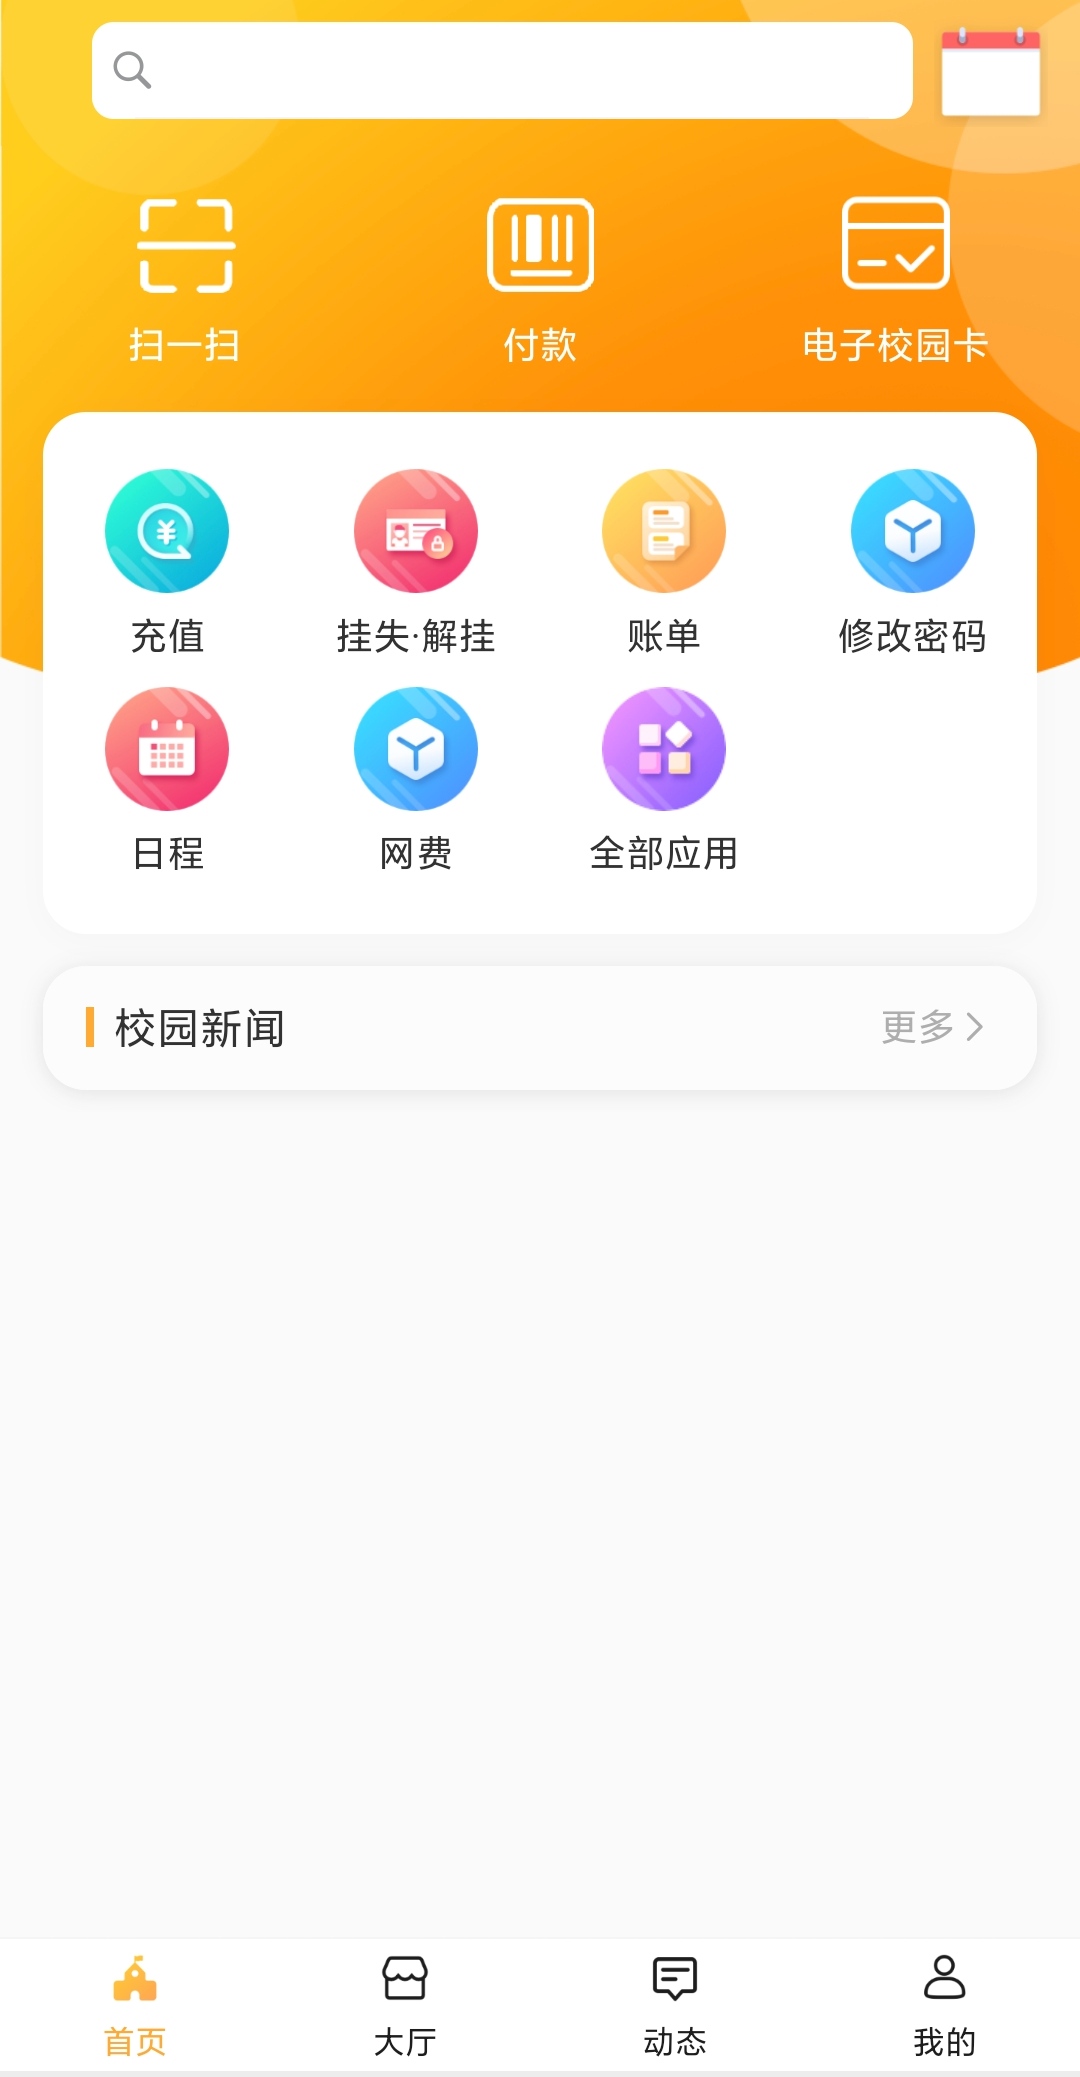 扫一扫
付款
电子校园卡
充值
挂失·解挂
账单
修改密码
日程
网费
全部应用
校园新闻
更多
首页
大厅
动态
我的